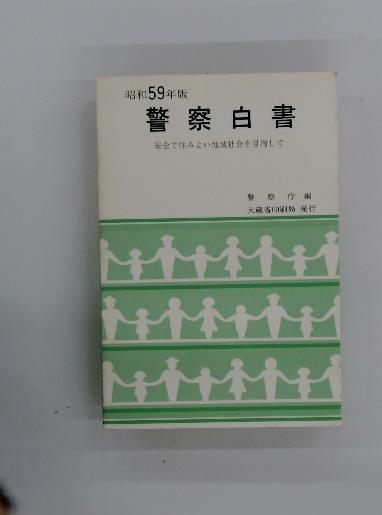 昭和59年版
警察白書
安全で住みよい地域社会を目指して
警察庁編
大蔵省印刷局 発行